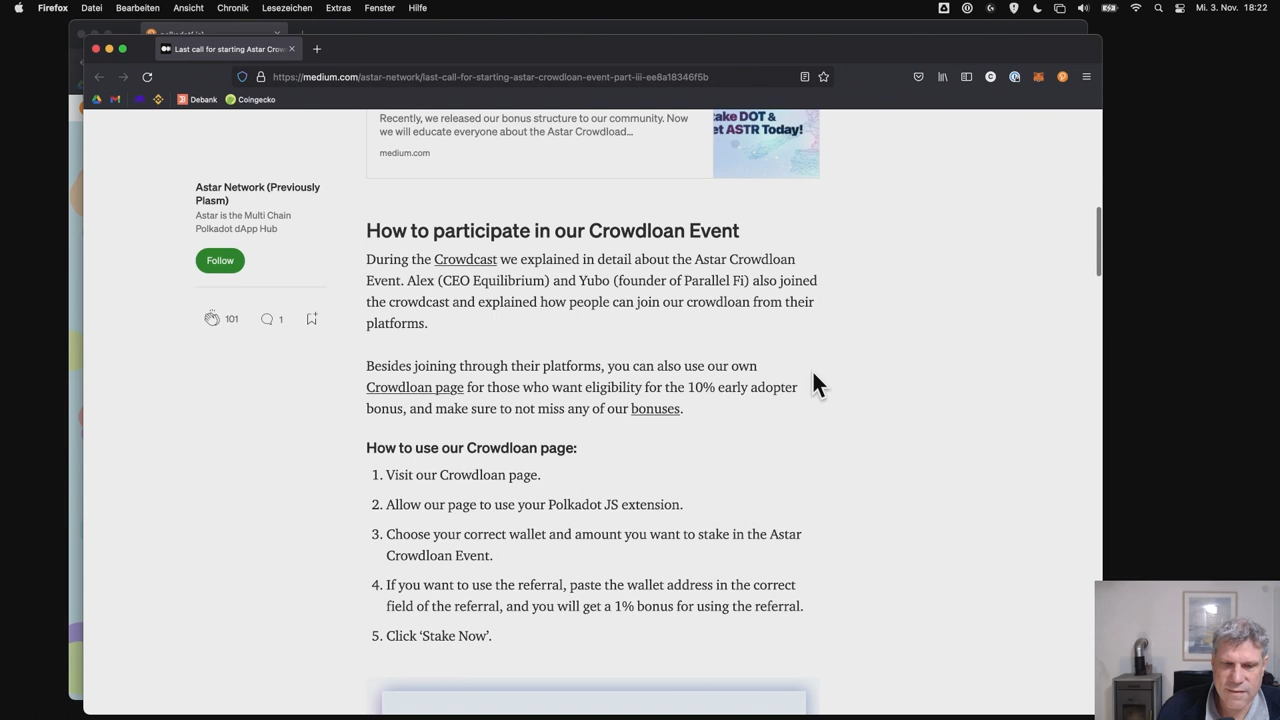 Firefox Datei Bearbeiten Ansicht Chronik Lesezeichen Extras Fenster Hilfe
Mi. 3. Nov. 18:22
Last call for starting Astar Crow
https://medium.com/astar-network/last-call-for-starting-astar-crowdloan-event-part-iii-ee8a18346f5b
Debank Coingecko
Recently, we released our bonus structure to our community. Now
we will educate everyone about the Astar Crowdload...
medium.com
take DOT &
et ASTR Today!
Astar Network (Previously
Plasm)
Astar is the Multi Chain
Polkadot dApp Hub
Follow
101 1
How to participate in our Crowdloan Event
During the Crowdcast we explained in detail about the Astar Crowdloan
Event. Alex (CEO Equilibrium) and Yubo (founder of Parallel Fi) also joined
the crowdcast and explained how people can join our crowdloan from their
platforms.
Besides joining through their platforms, you can also use our own
Crowdloan page for those who want eligibility for the 10% early adopter
bonus, and make sure to not miss any of our bonuses.
How to use our Crowdloan page:
1. Visit our Crowdloan page.
2. Allow our page to use your Polkadot JS extension.
3. Choose your correct wallet and amount you want to stake in the Astar
Crowdloan Event.
4. If you want to use the referral, paste the wallet address in the correct
field of the referral, and you will get a 1% bonus for using the referral.
5. Click ‘Stake Now’.